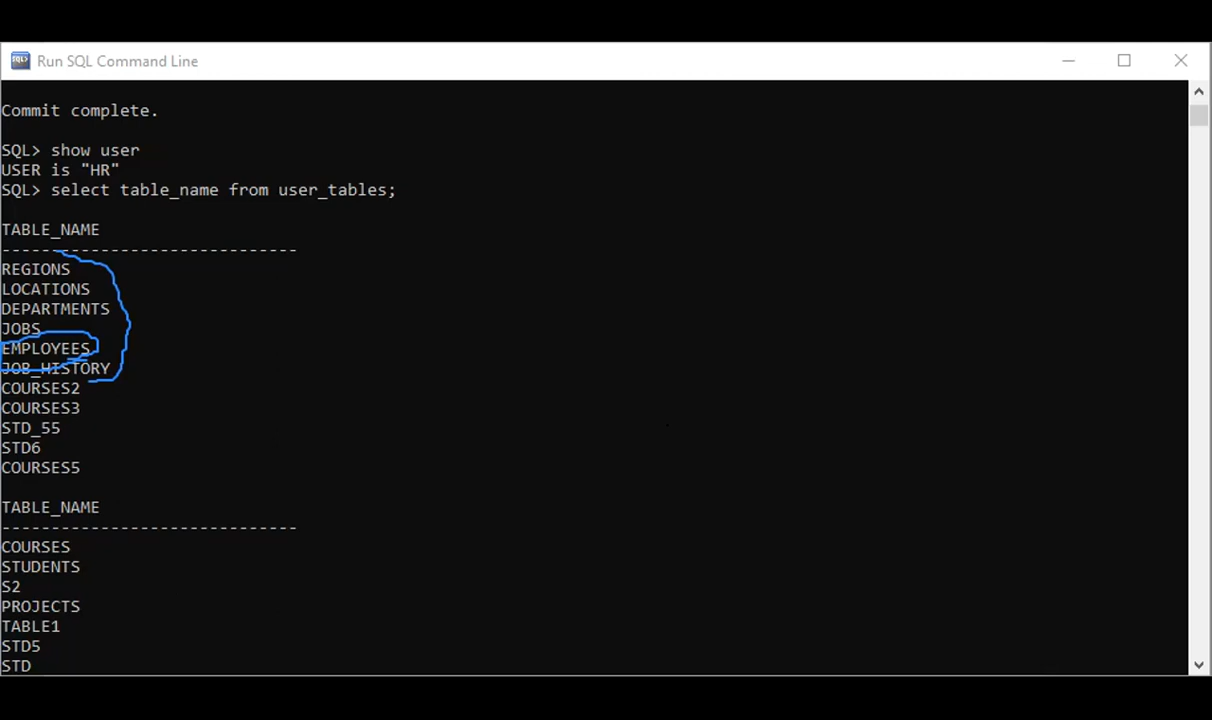 Run SQL Command Line
Commit complete.
SQL> show user
USER is "HR"
SQL> select table_name from user_tables;
TABLE_NAME
------------------------------
REGIONS
LOCATIONS
DEPARTMENTS
JOBS
EMPLOYEES
JOB_HISTORY
COURSES2
COURSES3
STD_55
STD6
COURSES5
TABLE_NAME
------------------------------
COURSES
STUDENTS
S2
PROJECTS
TABLE1
STD5
STD